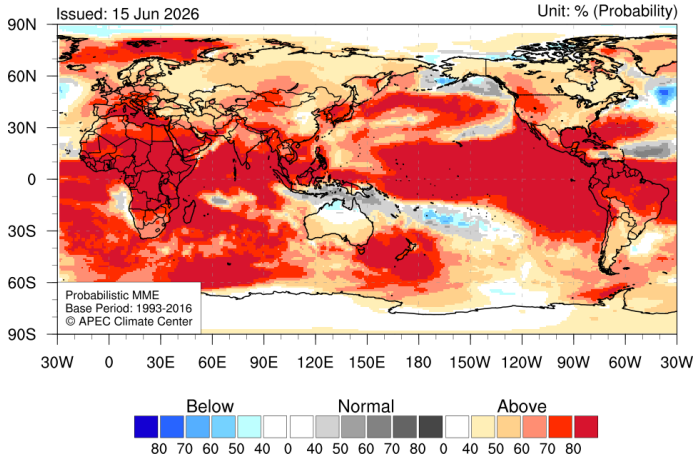 Issued: 15 Jun 2026
Unit: % (Probability)
90N
60N
30N
0
30S
60S
90S
Probabilistic MME
Base Period: 1993-2016
© APEC Climate Center
30W 0 30E 60E 90E 120E 150E 180 150W 120W 90W 60W 30W
Below Normal Above
80 70 60 50 40 0 40 50 60 70 80 0 40 50 60 70 80